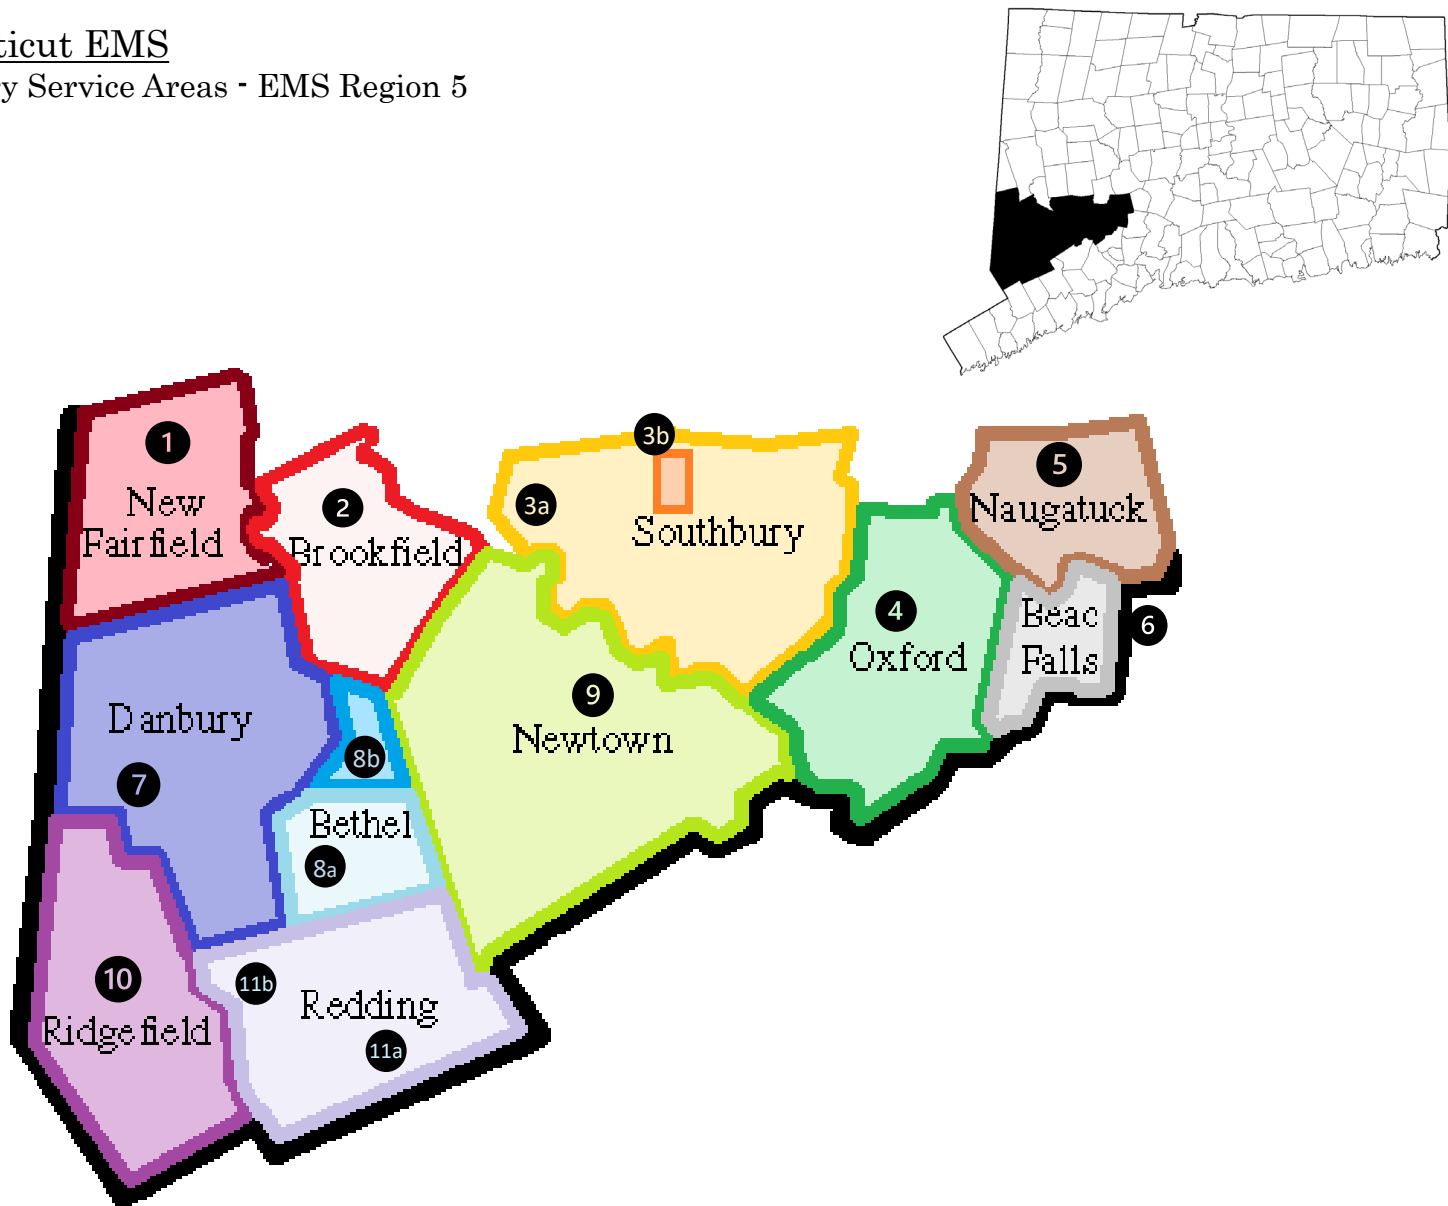 ticut EMS
ry Service Areas - EMS Region 5
1
New
Fairfield
2
Brookfield
3b
3a
Southbury
5
Naugatuck
4
Oxford
Beac
Falls
6
9
Newtown
Danbury
7
8b
Bethel
8a
10
Ridgefield
11b
Redding
11a